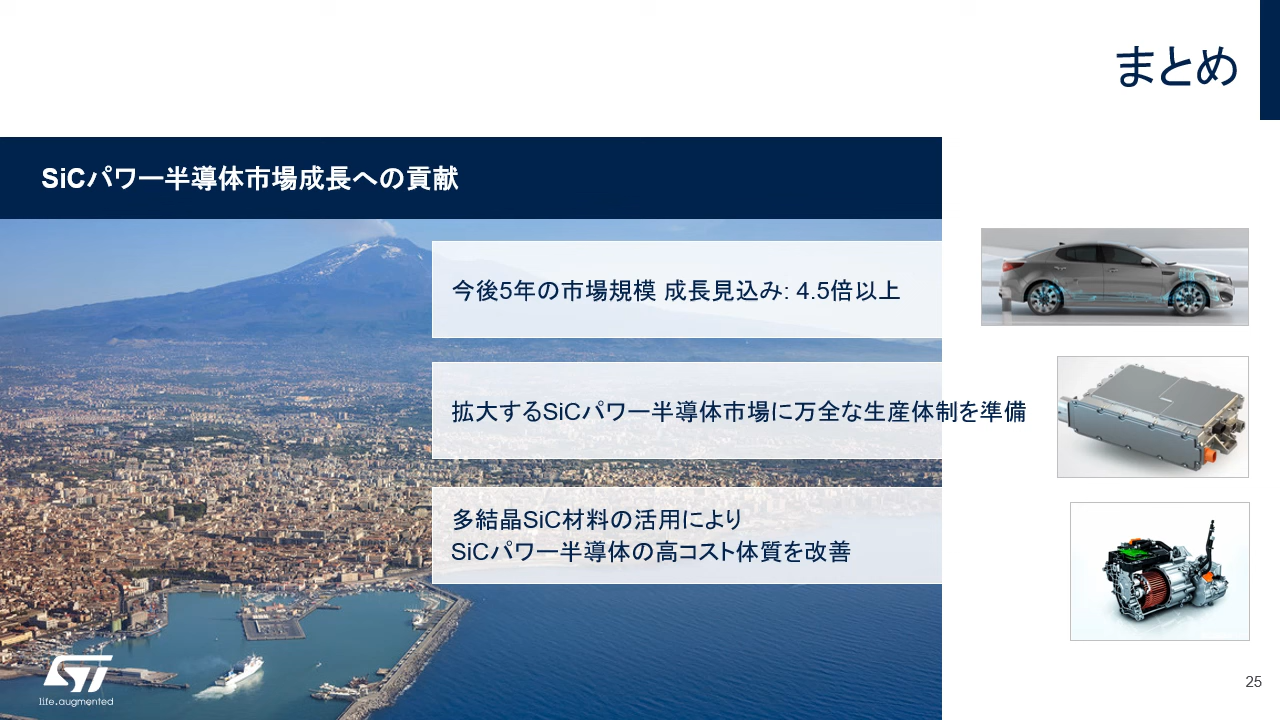 まとめ
SiCパワー半導体市場成長への貢献
今後5年の市場規模 成長見込み: 4.5倍以上
拡大するSiCパワー半導体市場に万全な生産体制を準備
多結晶SiC材料の活用により
SiCパワー半導体の高コスト体質を改善
ST
life.augmented
25